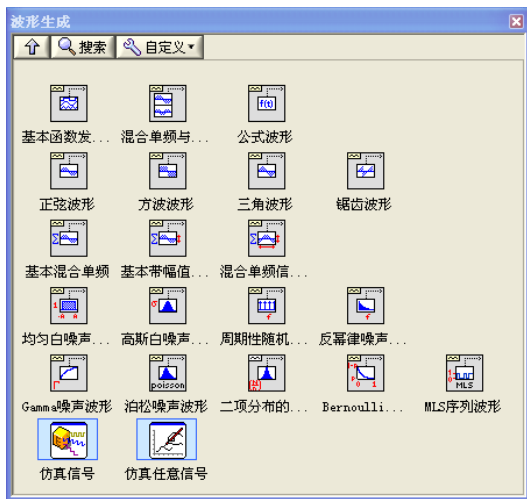 波形生成
搜索 自定义
f(t)
基本函数发... 混合单频与... 公式波形
正弦波形 方波波形 三角波形 锯齿波形
Σ Σ Σ
基本混合单频 基本带幅值... 混合单频信...
均匀白噪声... 高斯白噪声... 周期性随机... 反幂律噪声...
poisson MLS
Gamma噪声波形 泊松噪声波形 二项分布的... Bernoulli... MLS序列波形
仿真信号 仿真任意信号